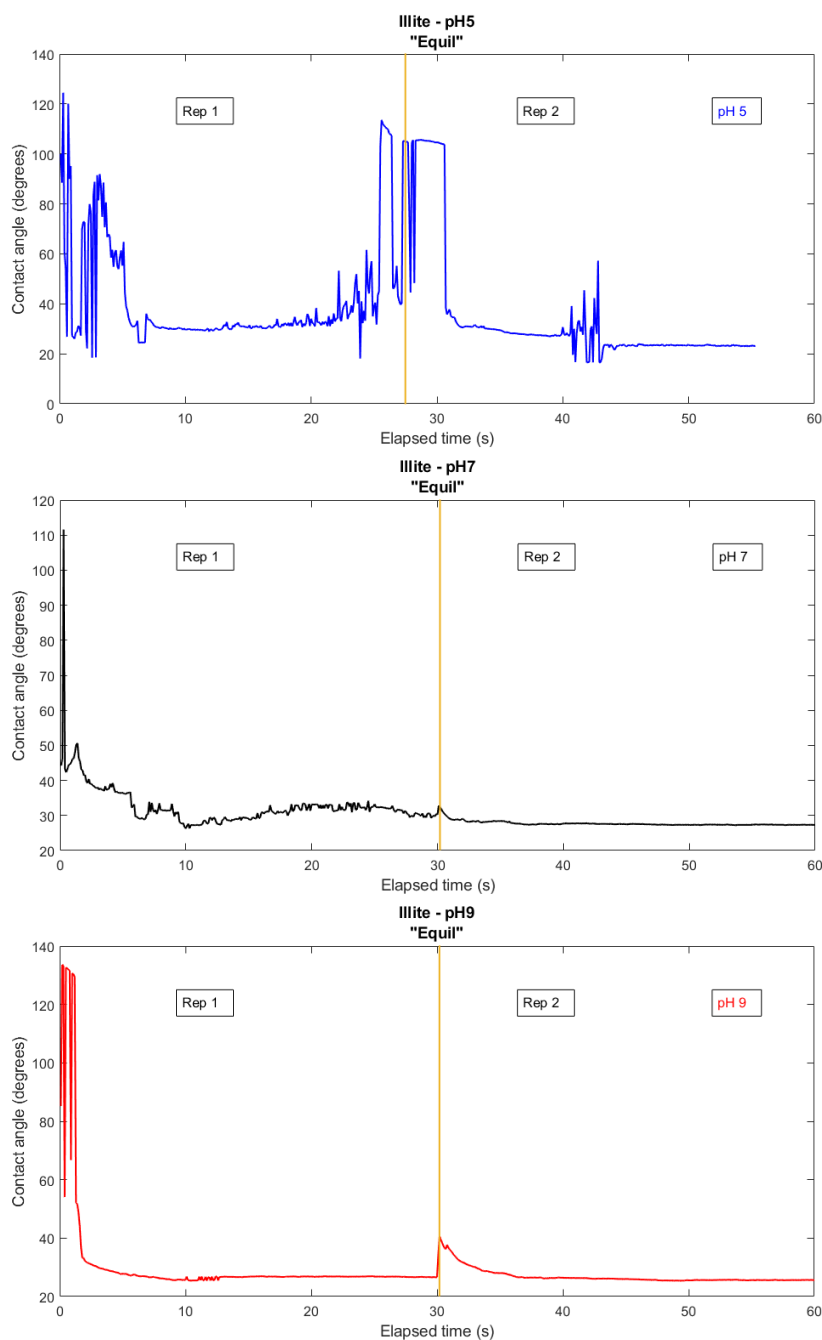 Illite - pH5
"Equil"
140
120
100
80
60
40
20
0
Contact angle (degrees)
Rep 1
Rep 2
pH 5
0 10 20 30 40 50 60
Elapsed time (s)
Illite - pH7
"Equil"
120
110
100
90
80
70
60
50
40
30
20
Contact angle (degrees)
Rep 1
Rep 2
pH 7
0 10 20 30 40 50 60
Elapsed time (s)
Illite - pH9
"Equil"
140
120
100
80
60
40
20
Contact angle (degrees)
Rep 1
Rep 2
pH 9
0 10 20 30 40 50 60
Elapsed time (s)